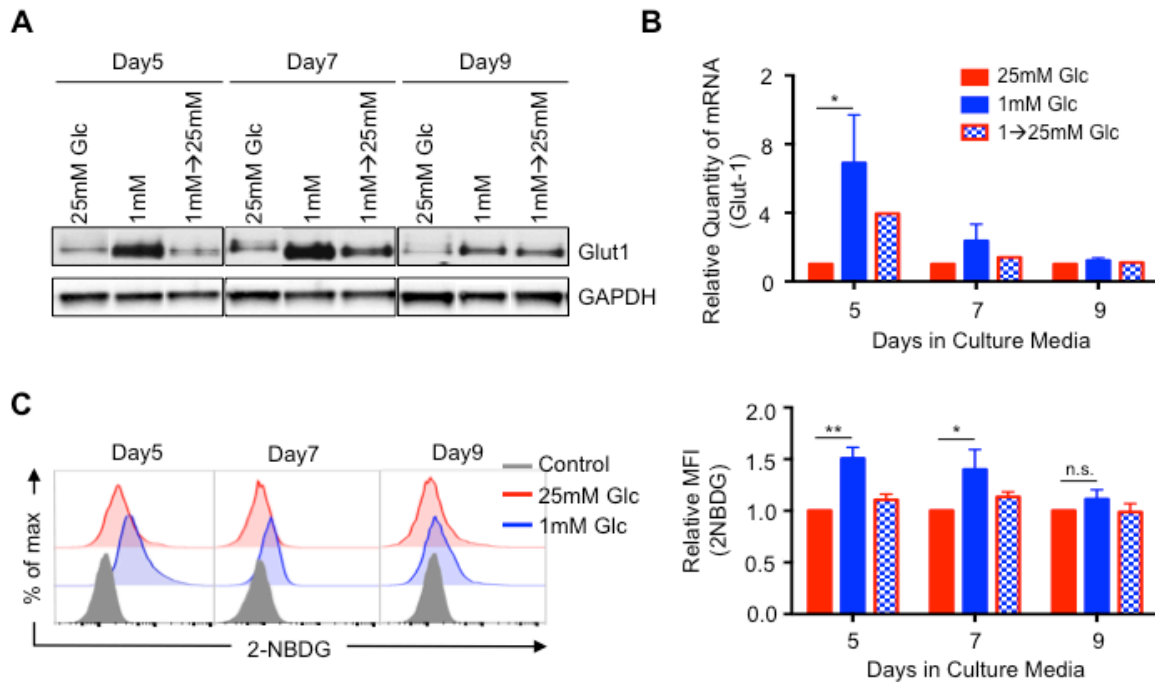 A
Day5 Day7 Day9
25mM Glc 1mM 1mM→25mM 25mM Glc 1mM 1mM→25mM 25mM Glc 1mM 1mM→25mM
Glut1
GAPDH
B
Relative Quantity of mRNA
(Glut-1)
2
8
4
0
*
25mM Glc
1mM Glc
1→25mM Glc
5 7 9
Days in Culture Media
C
Day5 Day7 Day9
% of max
Control
25mM Glc
1mM Glc
2-NBDG
Relative MFI
(2NBDG)
2.0
1.5
1.0
0.5
0.0
** * n.s.
5 7 9
Days in Culture Media